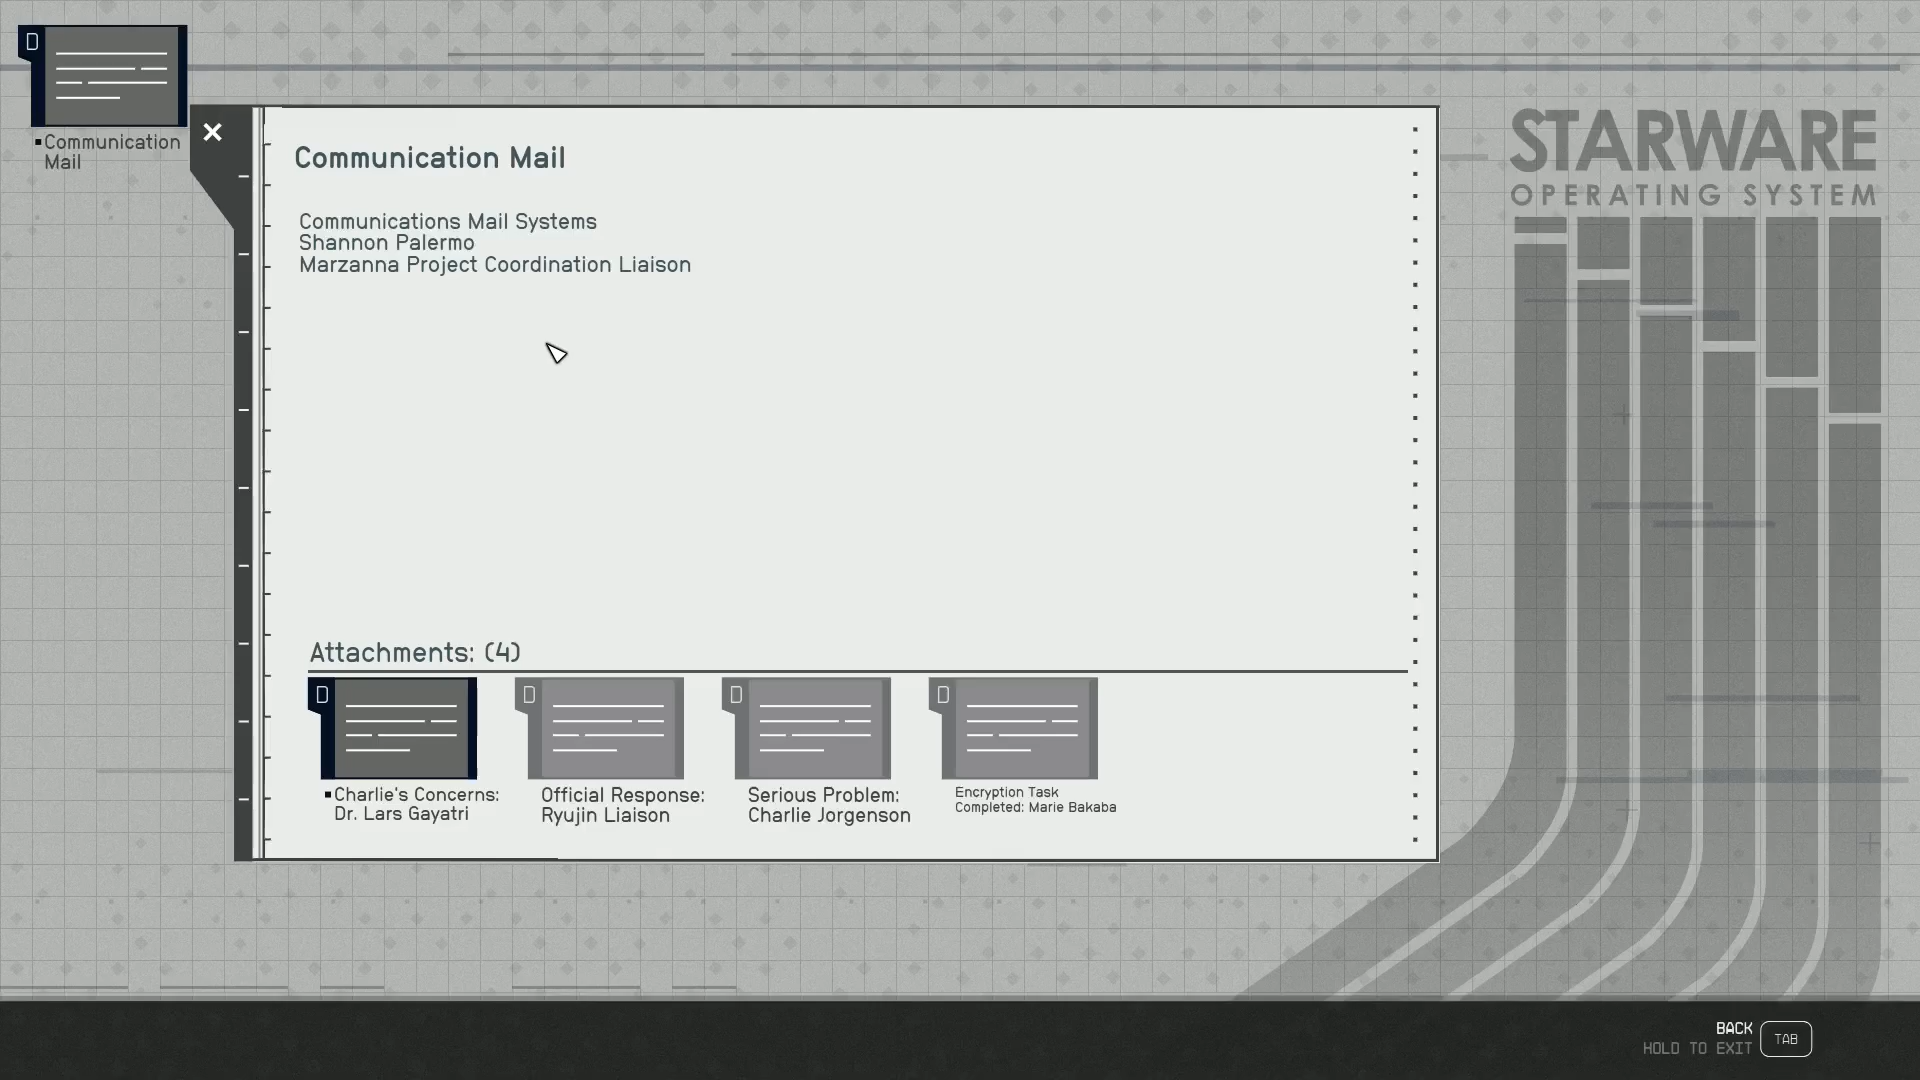 Communication
Mail
STARWARE
OPERATING SYSTEM
Communication Mail
Communications Mail Systems
Shannon Palermo
Marzanna Project Coordination Liaison
Attachments: (4)
Charlie's Concerns:
Dr. Lars Gayatri
Official Response:
Ryujin Liaison
Serious Problem:
Charlie Jorgenson
Encryption Task
Completed: Marie Bakaba
BACK
HOLD TO EXIT
TAB